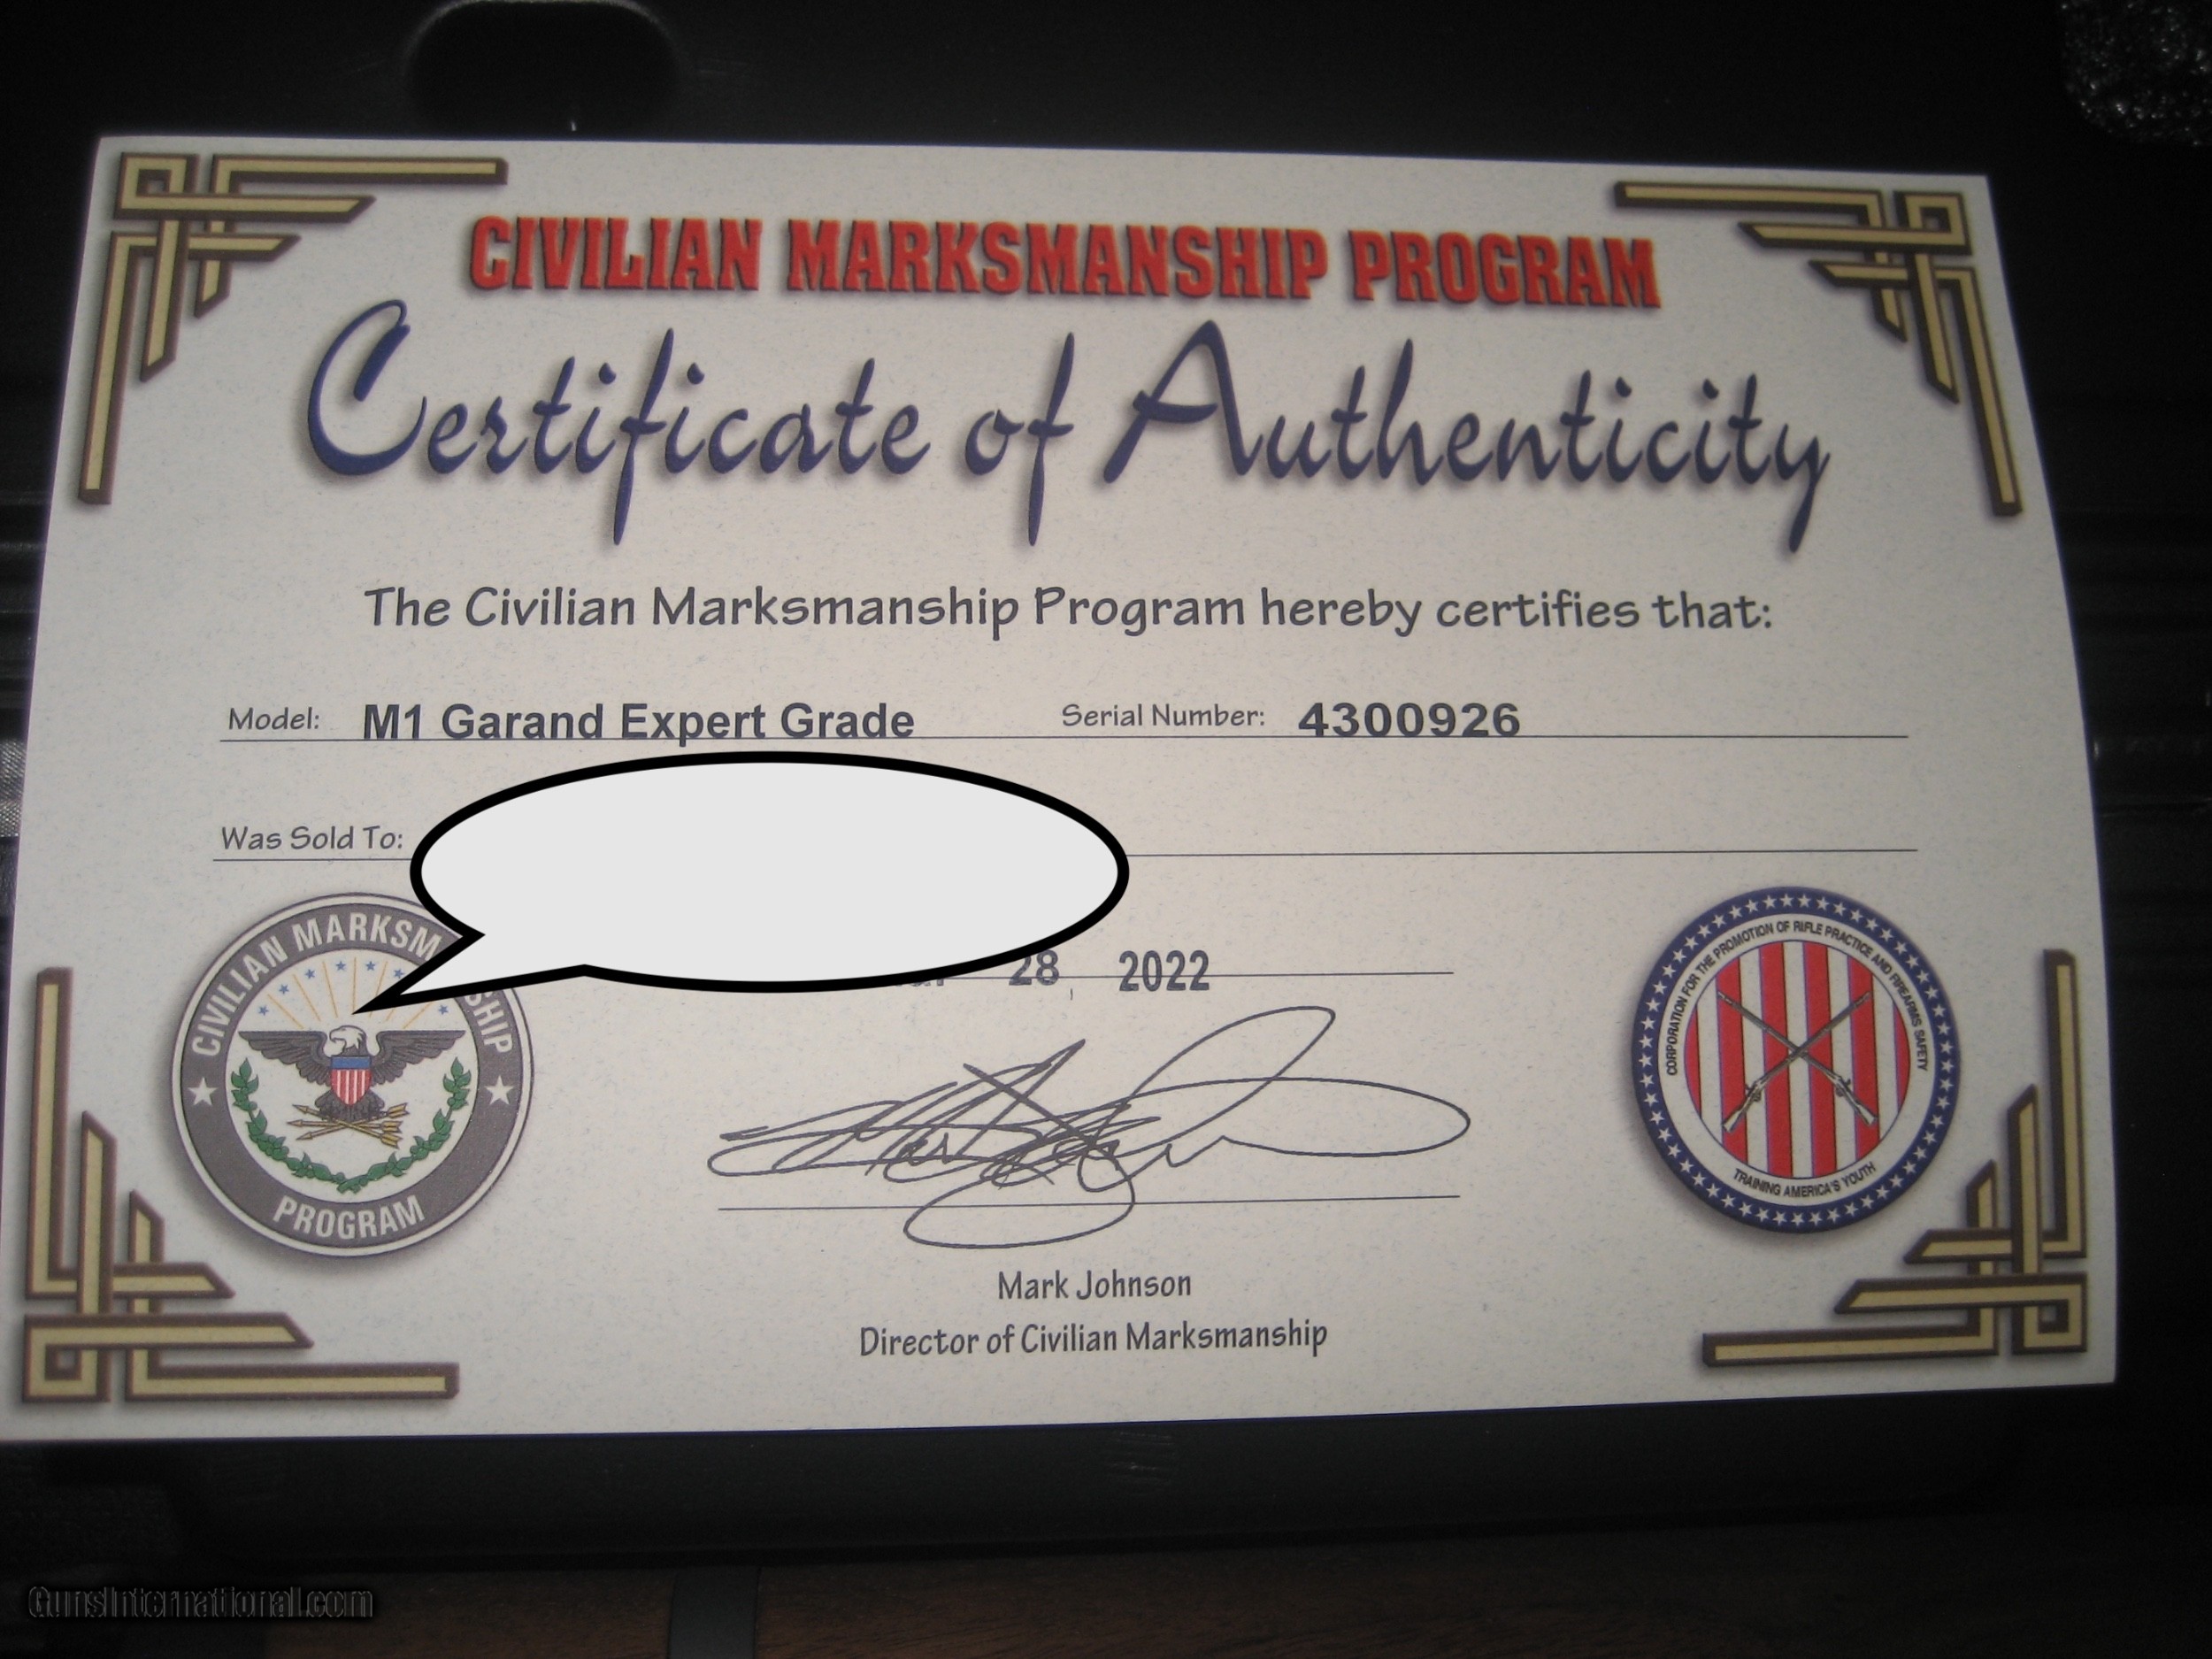 CIVILIAN MARKSMANSHIP PROGRAM
Certificate of Authenticity
The Civilian Marksmanship Program hereby certifies that:
Model: M1 Garand Expert Grade Serial Number: 4300926
Was Sold To:
28, 2022
CIVILIAN MARKSM SHIP
PROGRAM
CORPORATION FOR THE PROMOTION OF RIFLE PRACTICE AND FIREARMS SAFETY
TRAINING AMERICA'S YOUTH
Mark Johnson
Director of Civilian Marksmanship
GunsInternational.com